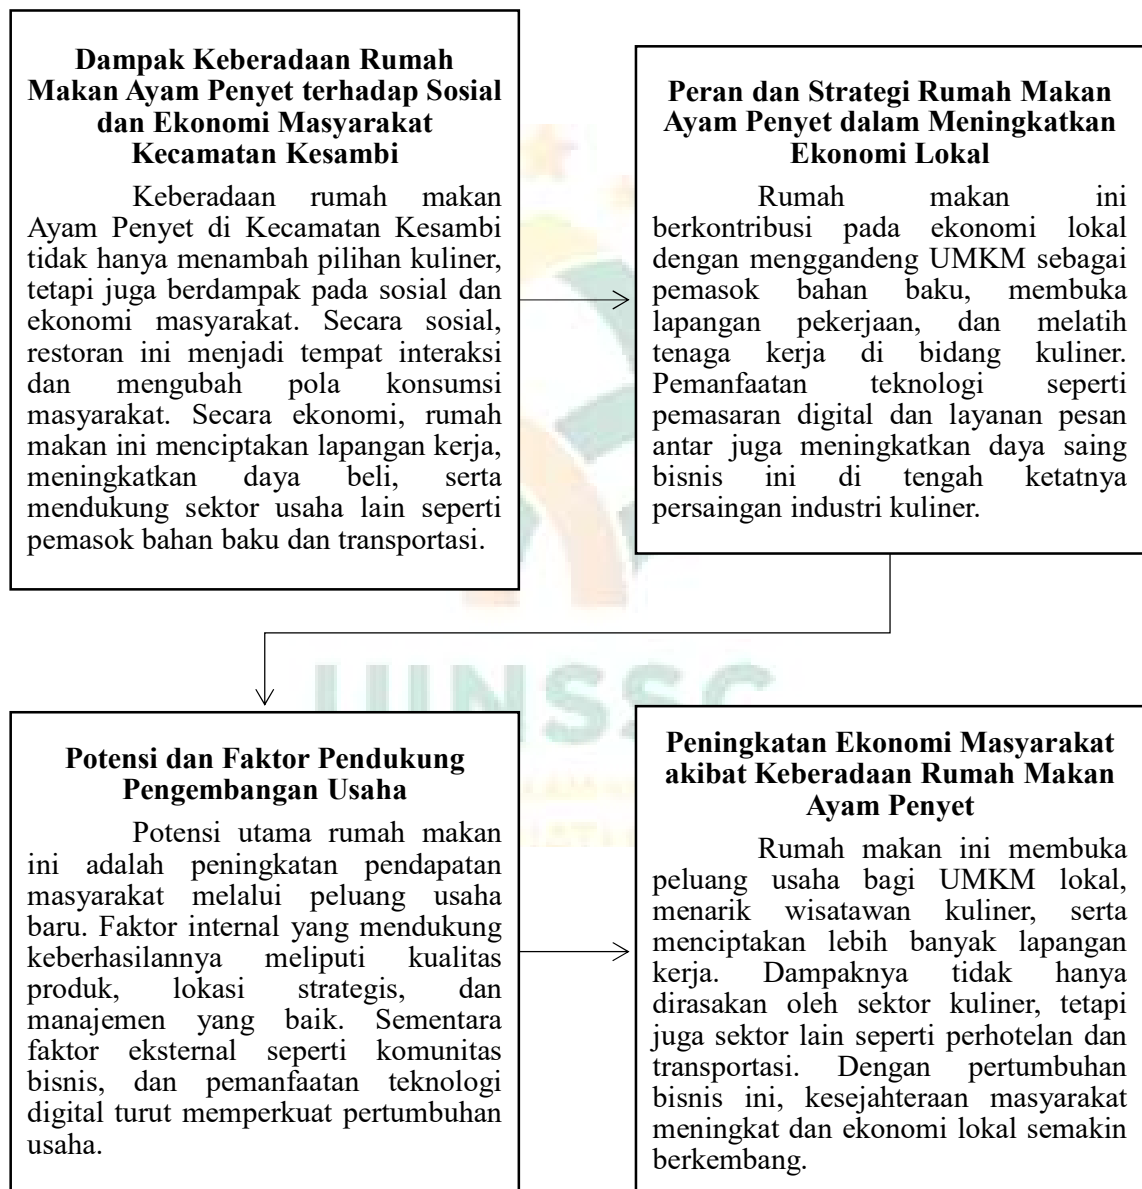 Dampak Keberadaan Rumah
Makan Ayam Penyet terhadap Sosial
dan Ekonomi Masyarakat
Kecamatan Kesambi
Keberadaan rumah makan
Ayam Penyet di Kecamatan Kesambi
tidak hanya menambah pilihan kuliner,
tetapi juga berdampak pada sosial dan
ekonomi masyarakat. Secara sosial,
restoran ini menjadi tempat interaksi
dan mengubah pola konsumsi
masyarakat. Secara ekonomi, rumah
makan ini menciptakan lapangan kerja,
meningkatkan daya beli, serta
mendukung sektor usaha lain seperti
pemasok bahan baku dan transportasi.
Peran dan Strategi Rumah Makan
Ayam Penyet dalam Meningkatkan
Ekonomi Lokal
Rumah makan ini
berkontribusi pada ekonomi lokal
dengan menggandeng UMKM sebagai
pemasok bahan baku, membuka
lapangan pekerjaan, dan melatih
tenaga kerja di bidang kuliner.
Pemanfaatan teknologi seperti
pemasaran digital dan layanan pesan
antar juga meningkatkan daya saing
bisnis ini di tengah ketatnya
persaingan industri kuliner.
UINSSC
Potensi dan Faktor Pendukung
Pengembangan Usaha
Potensi utama rumah makan
ini adalah peningkatan pendapatan
masyarakat melalui peluang usaha
baru. Faktor internal yang mendukung
keberhasilannya meliputi kualitas
produk, lokasi strategis, dan
manajemen yang baik. Sementara
faktor eksternal seperti komunitas
bisnis, dan pemanfaatan teknologi
digital turut memperkuat pertumbuhan
usaha.
Peningkatan Ekonomi Masyarakat
akibat Keberadaan Rumah Makan
Ayam Penyet
Rumah makan ini membuka
peluang usaha bagi UMKM lokal,
menarik wisatawan kuliner, serta
menciptakan lebih banyak lapangan
kerja. Dampaknya tidak hanya
dirasakan oleh sektor kuliner, tetapi
juga sektor lain seperti perhotelan dan
transportasi. Dengan pertumbuhan
bisnis ini, kesejahteraan masyarakat
meningkat dan ekonomi lokal semakin
berkembang.